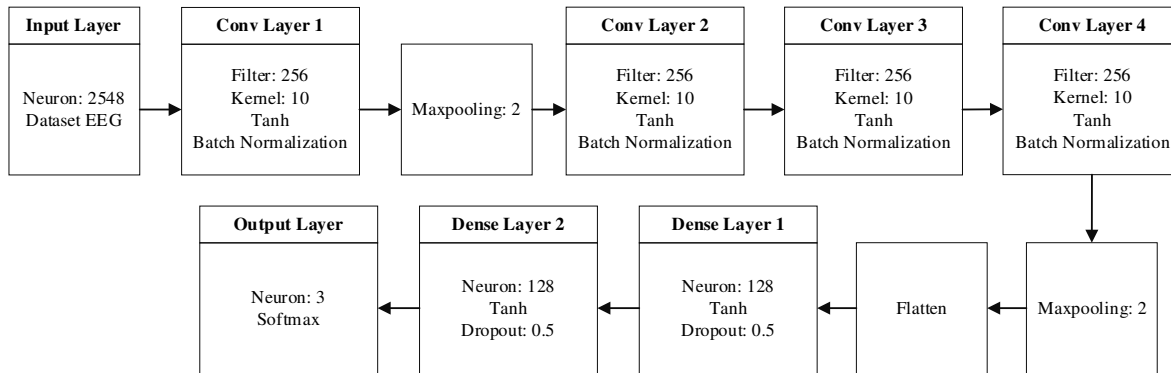 Input Layer
Neuron: 2548
Dataset EEG
Conv Layer 1
Filter: 256
Kernel: 10
Tanh
Batch Normalization
Maxpooling: 2
Conv Layer 2
Filter: 256
Kernel: 10
Tanh
Batch Normalization
Conv Layer 3
Filter: 256
Kernel: 10
Tanh
Batch Normalization
Conv Layer 4
Filter: 256
Kernel: 10
Tanh
Batch Normalization
Maxpooling: 2
Flatten
Dense Layer 1
Neuron: 128
Tanh
Dropout: 0.5
Dense Layer 2
Neuron: 128
Tanh
Dropout: 0.5
Output Layer
Neuron: 3
Softmax